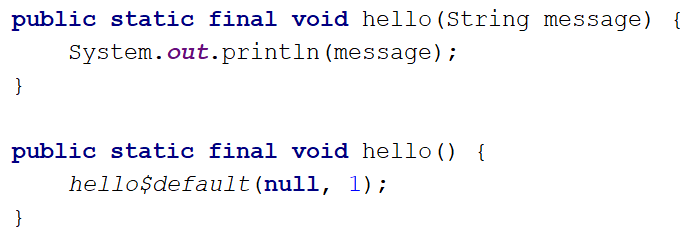 public static final void hello(String message) {
    System.out.println(message);
}
public static final void hello() {
    hello$default(null, 1);
}